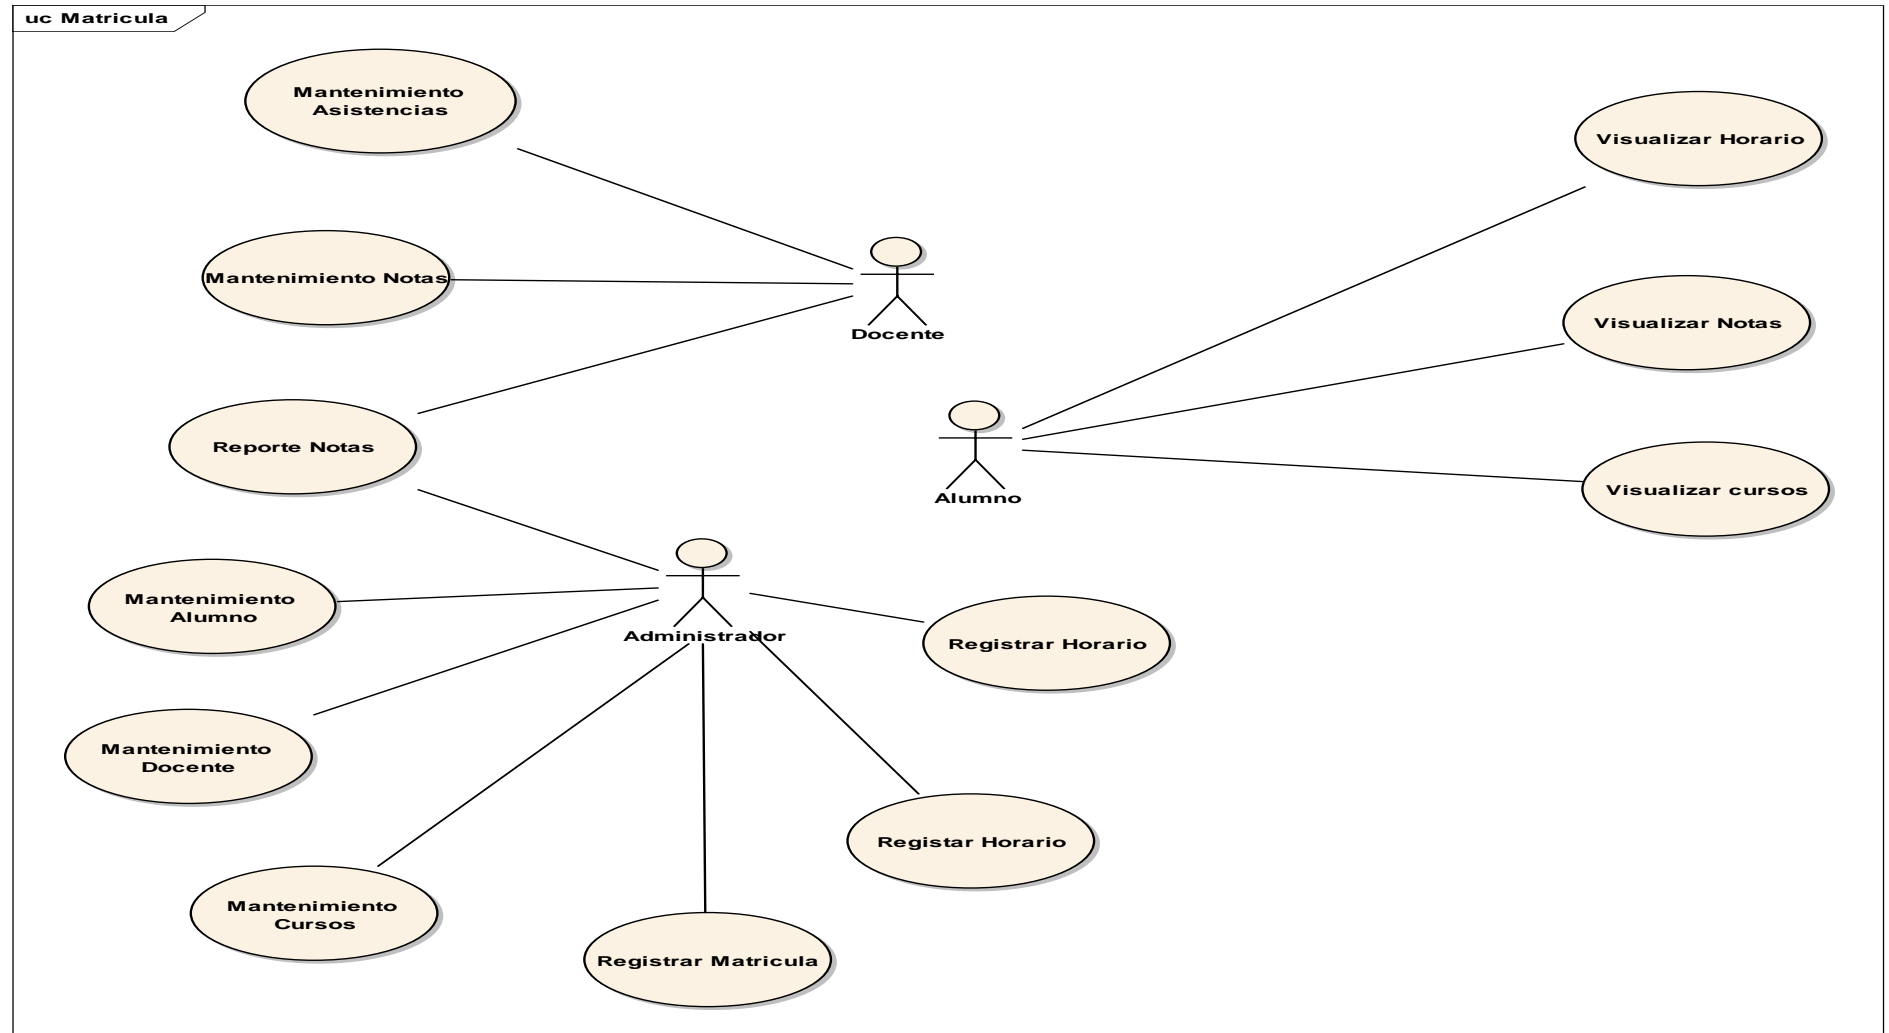 uc Matricula
Mantenimiento
Asistencias
Visualizar Horario
Mantenimiento Notas
Docente
Visualizar Notas
Reporte Notas
Alumno
Visualizar cursos
Mantenimiento
Alumno
Administrador
Registrar Horario
Mantenimiento
Docente
Registar Horario
Mantenimiento
Cursos
Registrar Matricula